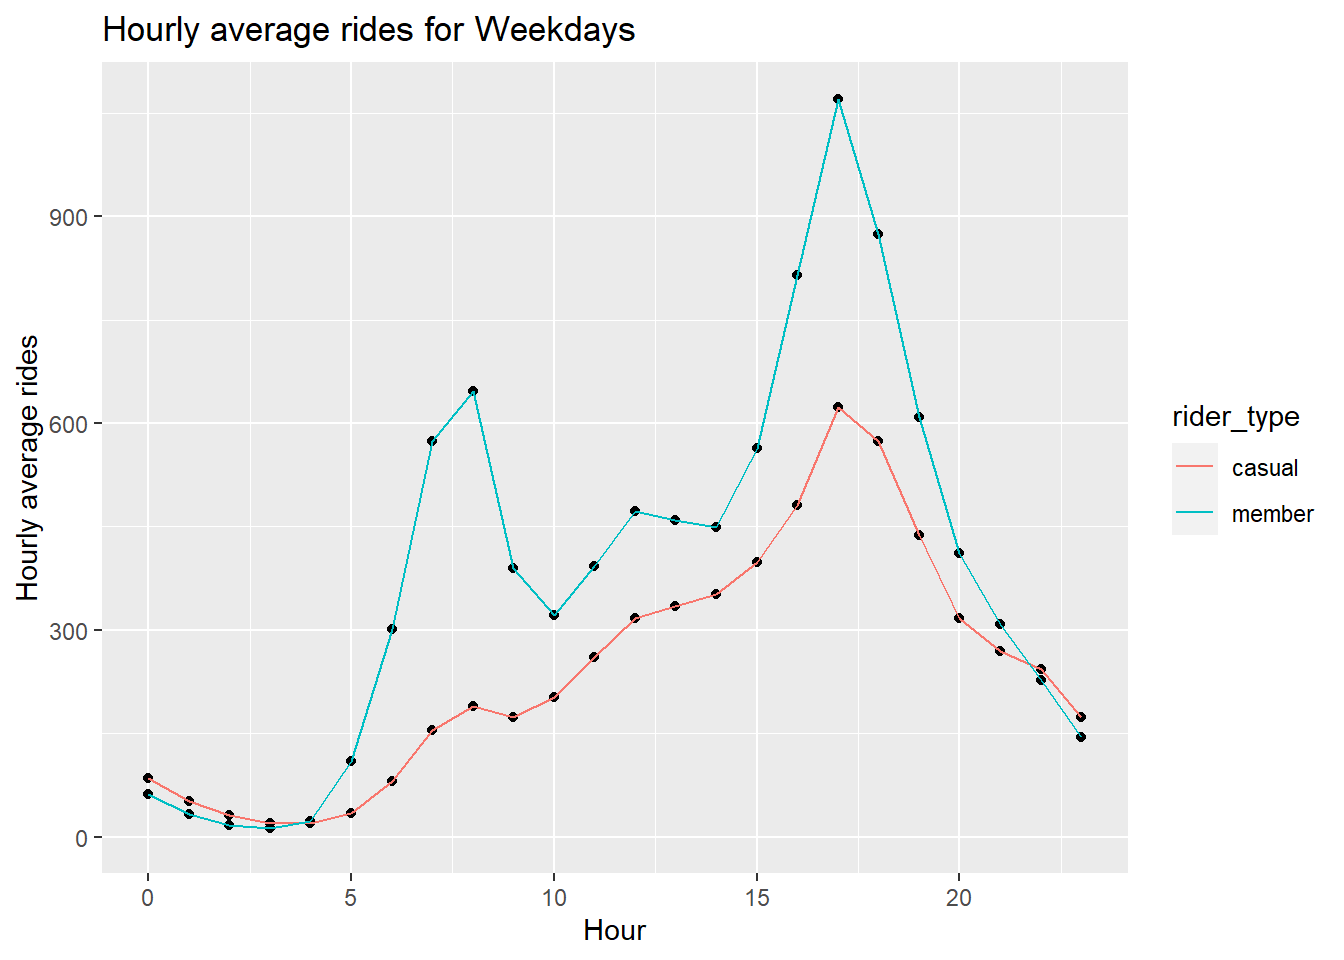 Hourly average rides for Weekdays
Hourly average rides
900
600
300
0
0 5 10 15 20
Hour
rider_type
casual
member